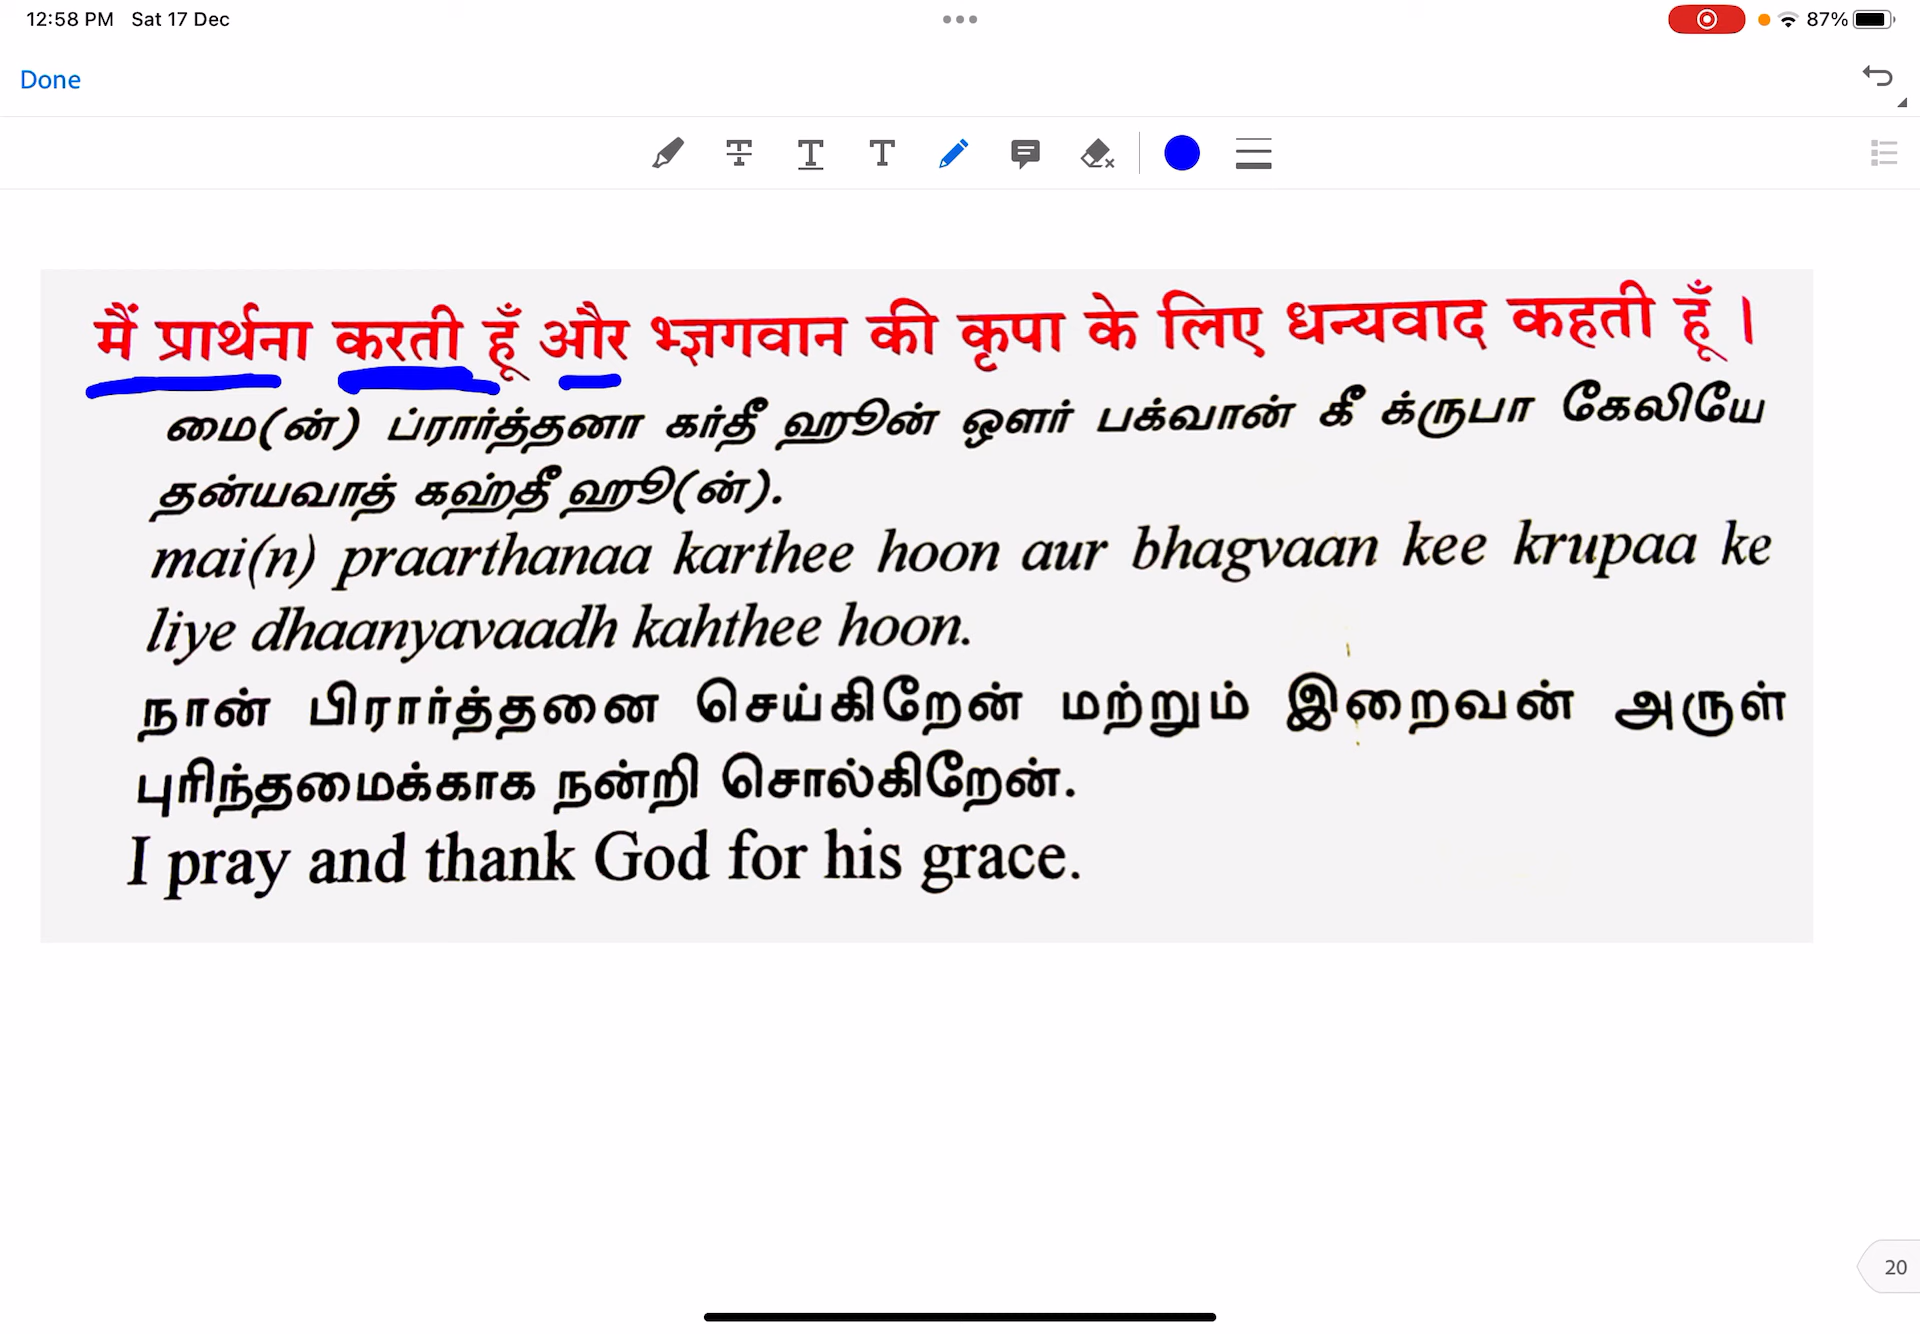 12:58 PM Sat 17 Dec
87%
Done
मैं प्रार्थना करती हूँ और भ्ज्ञगवान की कृपा के लिए धन्यवाद कहती हूँ ।
மை(ன்) ப்ரார்த்தனா கர்தீ ஹூன் ஔர் பக்வான் கீ க்ருபா கேலியே
தன்யவாத் கஹ்தீ ஹூ(ன்).
mai(n) praarthanaa karthee hoon aur bhagvaan kee krupaa ke
liye dhaanyavaadh kahthee hoon.
நான் பிரார்த்தனை செய்கிறேன் மற்றும் இறைவன் அருள்
புரிந்தமைக்காக நன்றி சொல்கிறேன்.
I pray and thank God for his grace.
20